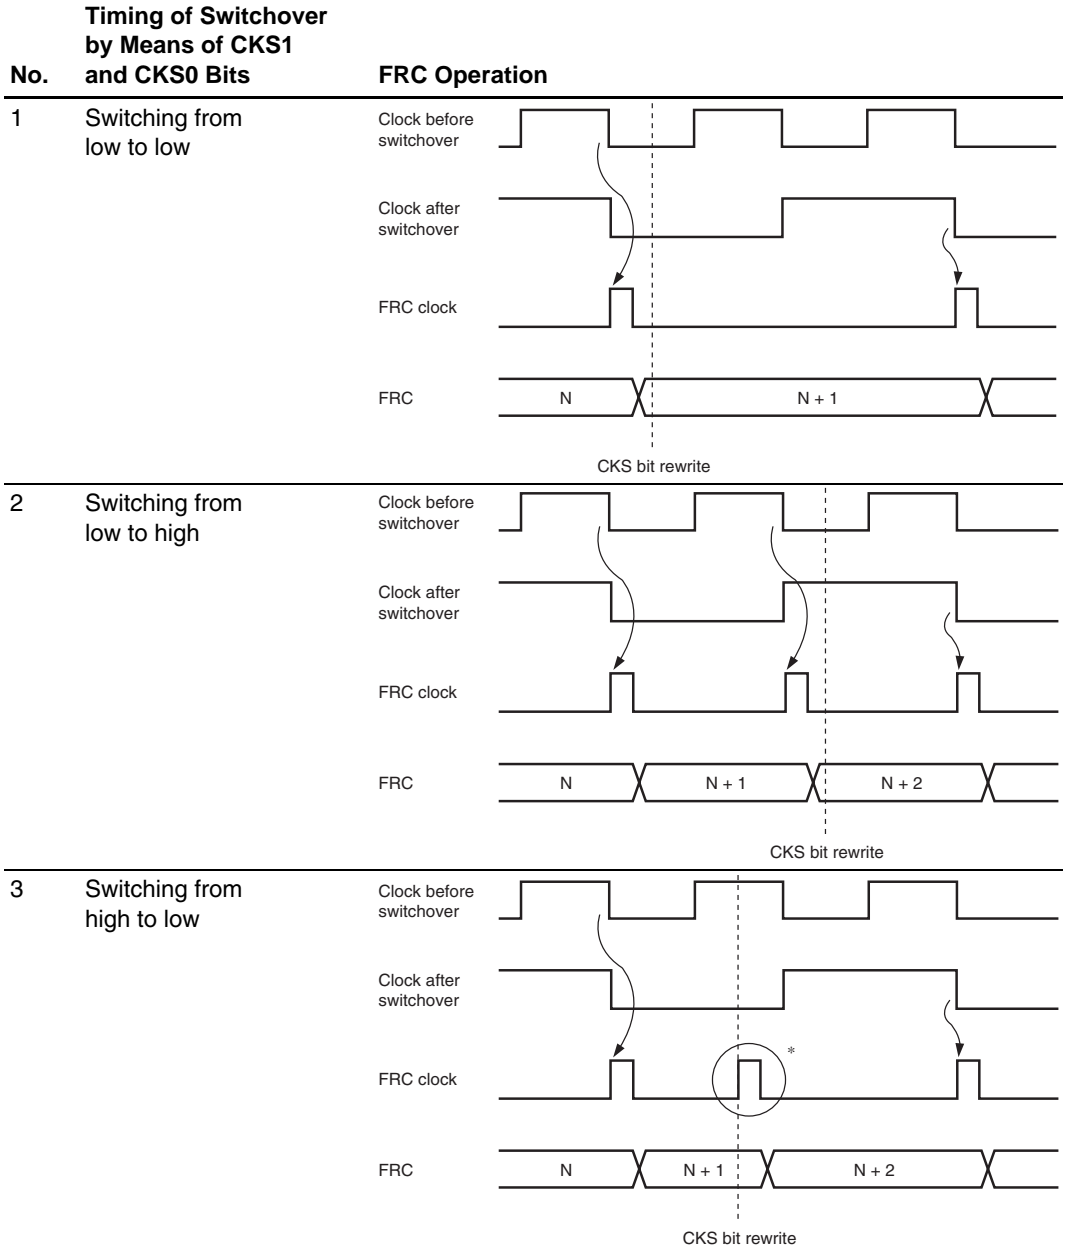 Timing of Switchover
by Means of CKS1
No. and CKS0 Bits FRC Operation
1 Switching from
low to low
Clock before
switchover
Clock after
switchover
FRC clock
FRC N N + 1
CKS bit rewrite
2 Switching from
low to high
Clock before
switchover
Clock after
switchover
FRC clock
FRC N N + 1 N + 2
CKS bit rewrite
3 Switching from
high to low
Clock before
switchover
Clock after
switchover
*
FRC clock
FRC N N + 1 N + 2
CKS bit rewrite